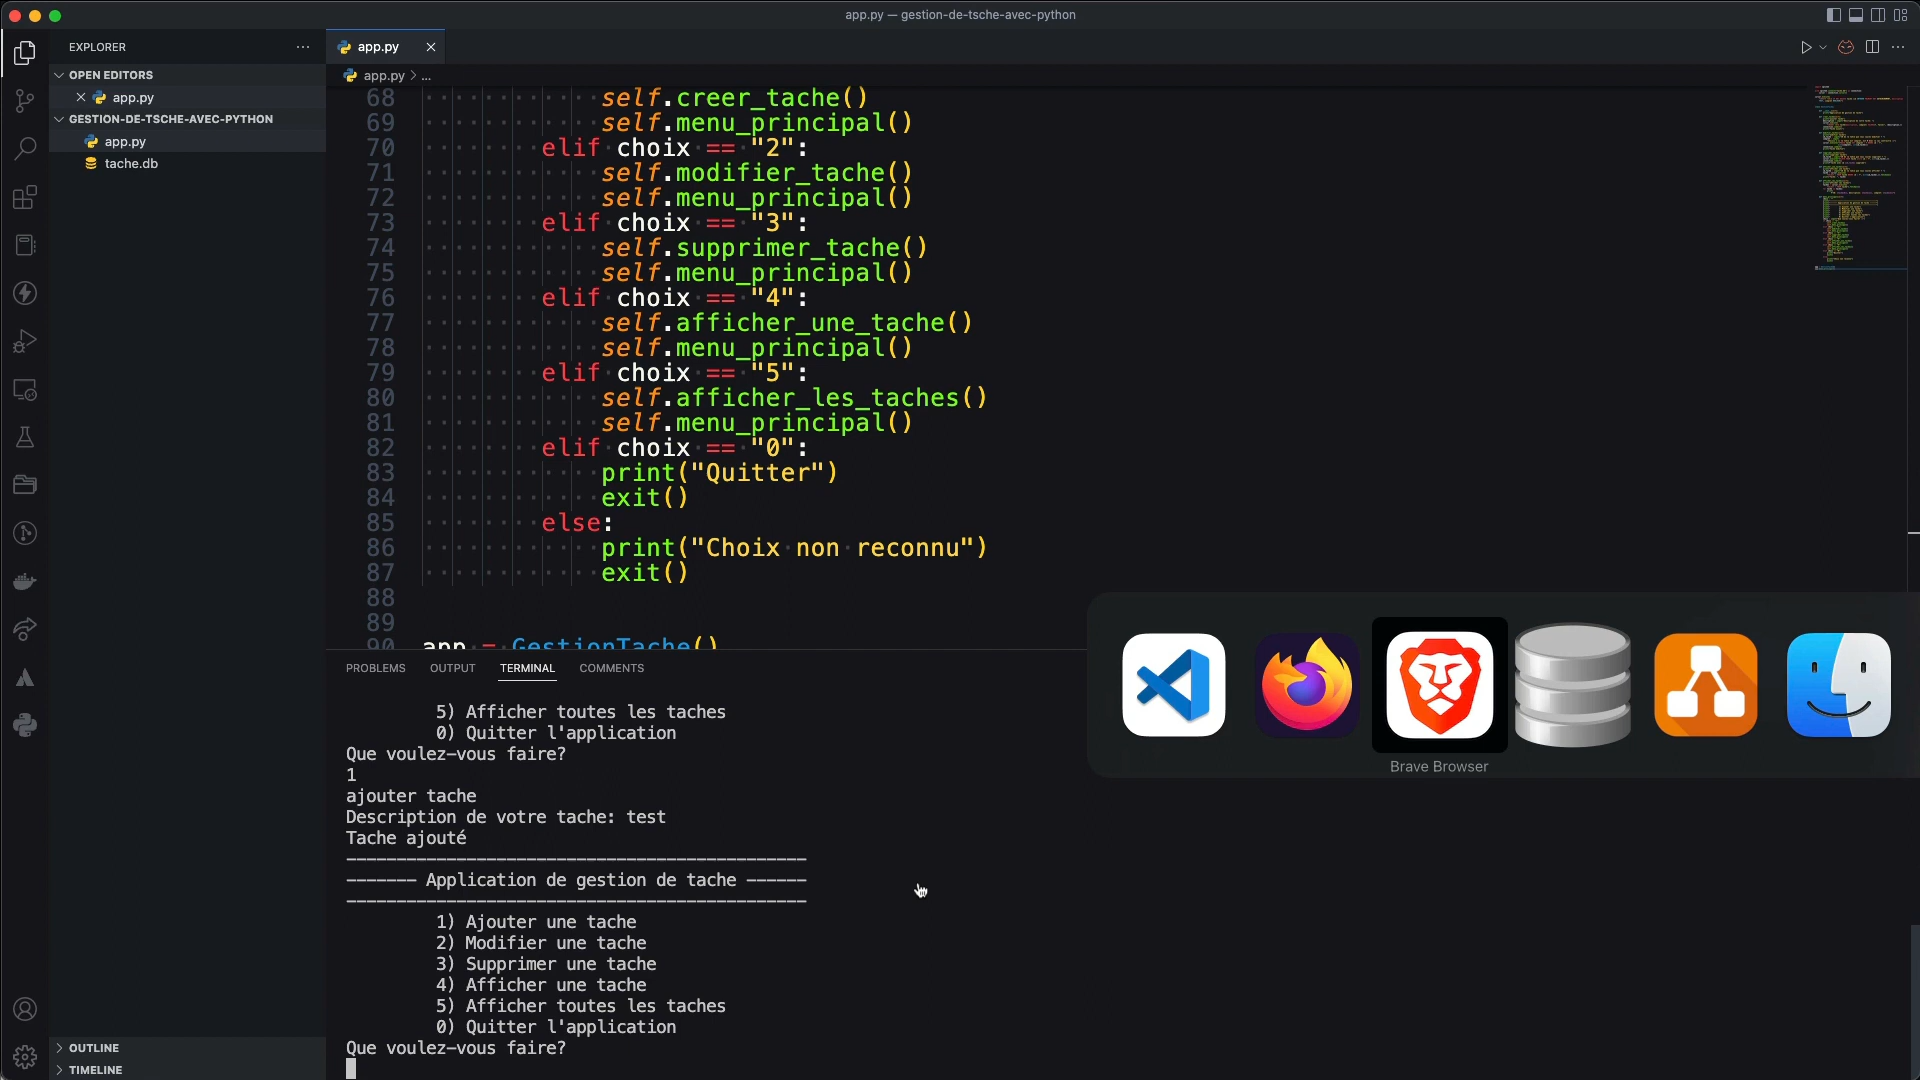 app.py — gestion-de-tsche-avec-python
EXPLORER
OPEN EDITORS
app.py
GESTION-DE-TSCHE-AVEC-PYTHON
app.py
tache.db
OUTLINE
TIMELINE
app.py
app.py > ...
68 self.creer_tache()
69 self.menu_principal()
70 elif choix == "2":
71 self.modifier_tache()
72 self.menu_principal()
73 elif choix == "3":
74 self.supprimer_tache()
75 self.menu_principal()
76 elif choix == "4":
77 self.afficher_une_tache()
78 self.menu_principal()
79 elif choix == "5":
80 self.afficher_les_taches()
81 self.menu_principal()
82 elif choix == "0":
83 print("Quitter")
84 exit()
85 else:
86 print("Choix non reconnu")
87 exit()
88
89
90 app = GestionTache()
PROBLEMS OUTPUT TERMINAL COMMENTS
5) Afficher toutes les taches
0) Quitter l'application
Que voulez-vous faire?
1
ajouter tache
Description de votre tache: test
Tache ajouté
----------------------------------------------
------- Application de gestion de tache ------
----------------------------------------------
1) Ajouter une tache
2) Modifier une tache
3) Supprimer une tache
4) Afficher une tache
5) Afficher toutes les taches
0) Quitter l'application
Que voulez-vous faire?
Brave Browser